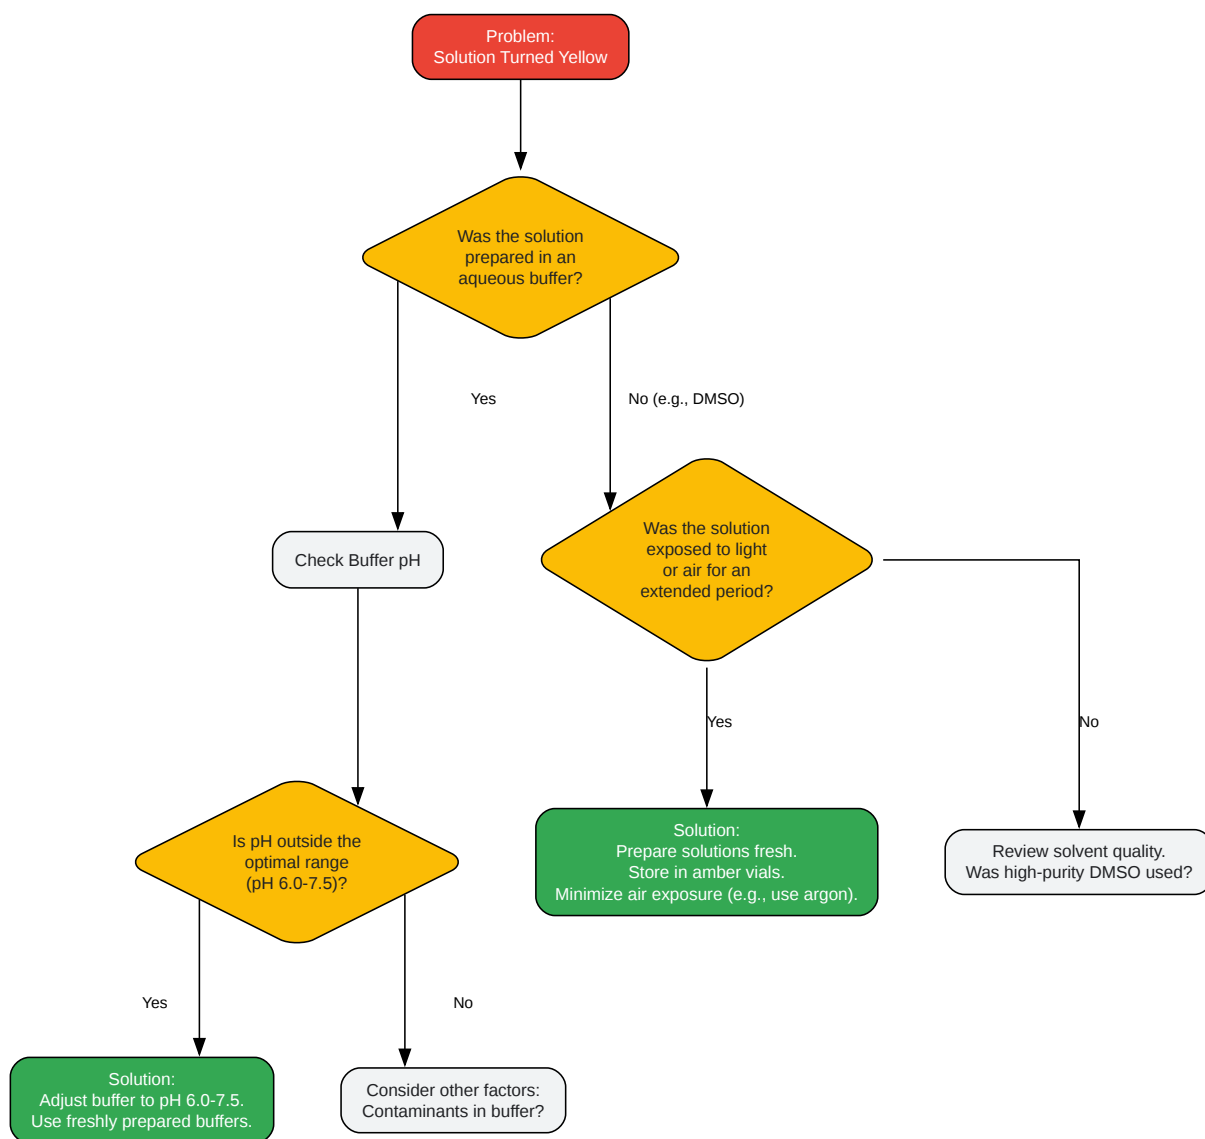 Problem:
Solution Turned Yellow
Was the solution
prepared in an
aqueous buffer?
Yes
No (e.g., DMSO)
Check Buffer pH
Was the solution
exposed to light
or air for an
extended period?
Yes
No
Is pH outside the
optimal range
(pH 6.0-7.5)?
Solution:
Prepare solutions fresh.
Store in amber vials.
Minimize air exposure (e.g., use argon).
Review solvent quality.
Was high-purity DMSO used?
Yes
No
Solution:
Adjust buffer to pH 6.0-7.5.
Use freshly prepared buffers.
Consider other factors:
Contaminants in buffer?